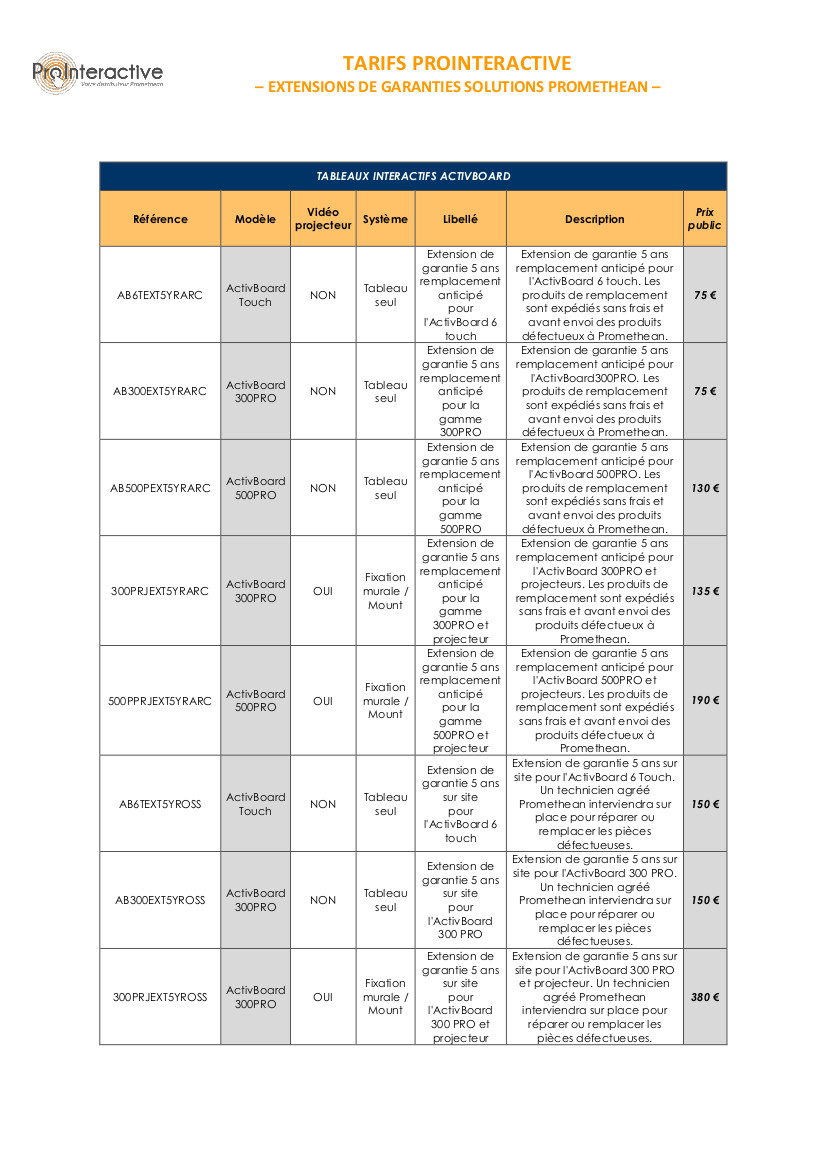 ProInteractive
Votre distributeur Promethean
TARIFS PROINTERACTIVE
– EXTENSIONS DE GARANTIES SOLUTIONS PROMETHEAN –
TABLEAUX INTERACTIFS ACTIVBOARD
Référence
Modèle
Vidéo
projecteur
Système
Libellé
Description
Prix
public
AB6TEXT5YRARC
ActivBoard
Touch
NON
Tableau
seul
Extension de
garantie 5 ans
remplacement
anticipé
pour
l'ActivBoard 6
touch
Extension de garantie 5 ans
remplacement anticipé pour
l'ActivBoard 6 touch. Les
produits de remplacement
sont expédiés sans frais et
avant envoi des produits
défectueux à Promethean.
75 €
AB300EXT5YRARC
ActivBoard
300PRO
NON
Tableau
seul
Extension de
garantie 5 ans
remplacement
anticipé
pour la
gamme
300PRO
Extension de garantie 5 ans
remplacement anticipé pour
l'ActivBoard300PRO. Les
produits de remplacement
sont expédiés sans frais et
avant envoi des produits
défectueux à Promethean.
75 €
AB500PEXT5YRARC
ActivBoard
500PRO
NON
Tableau
seul
Extension de
garantie 5 ans
remplacement
anticipé
pour la
gamme
500PRO
Extension de garantie 5 ans
remplacement anticipé pour
l'ActivBoard 500PRO. Les
produits de remplacement
sont expédiés sans frais et
avant envoi des produits
défectueux à Promethean.
130 €
300PRJEXT5YRARC
ActivBoard
300PRO
OUI
Fixation
murale /
Mount
Extension de
garantie 5 ans
remplacement
anticipé
pour la
gamme
300PRO et
projecteur
Extension de garantie 5 ans
remplacement anticipé pour
l'ActivBoard 300PRO et
projecteurs. Les produits de
remplacement sont expédiés
sans frais et avant envoi des
produits défectueux à
Promethean.
135 €
500PPRJEXT5YRARC
ActivBoard
500PRO
OUI
Fixation
murale /
Mount
Extension de
garantie 5 ans
remplacement
anticipé
pour la
gamme
500PRO et
projecteur
Extension de garantie 5 ans
remplacement anticipé pour
l'ActivBoard 500PRO et
projecteurs. Les produits de
remplacement sont expédiés
sans frais et avant envoi des
produits défectueux à
Promethean.
190 €
AB6TEXT5YROSS
ActivBoard
Touch
NON
Tableau
seul
Extension de
garantie 5 ans
sur site
pour
l'ActivBoard 6
touch
Extension de garantie 5 ans sur
site pour l'ActivBoard 6 Touch.
Un technicien agréé
Promethean interviendra sur
place pour réparer ou
remplacer les pièces
défectueuses.
150 €
AB300EXT5YROSS
ActivBoard
300PRO
NON
Tableau
seul
Extension de
garantie 5 ans
sur site
pour
l'ActivBoard
300 PRO
Extension de garantie 5 ans sur
site pour l'ActivBoard 300 PRO.
Un technicien agréé
Promethean interviendra sur
place pour réparer ou
remplacer les pièces
défectueuses.
150 €
300PRJEXT5YROSS
ActivBoard
300PRO
OUI
Fixation
murale /
Mount
Extension de
garantie 5 ans
sur site
pour
l'ActivBoard
300 PRO et
projecteur
Extension de garantie 5 ans sur
site pour l'ActivBoard 300 PRO
et projecteur. Un technicien
agréé Promethean
interviendra sur place pour
réparer ou remplacer les
pièces défectueuses.
380 €